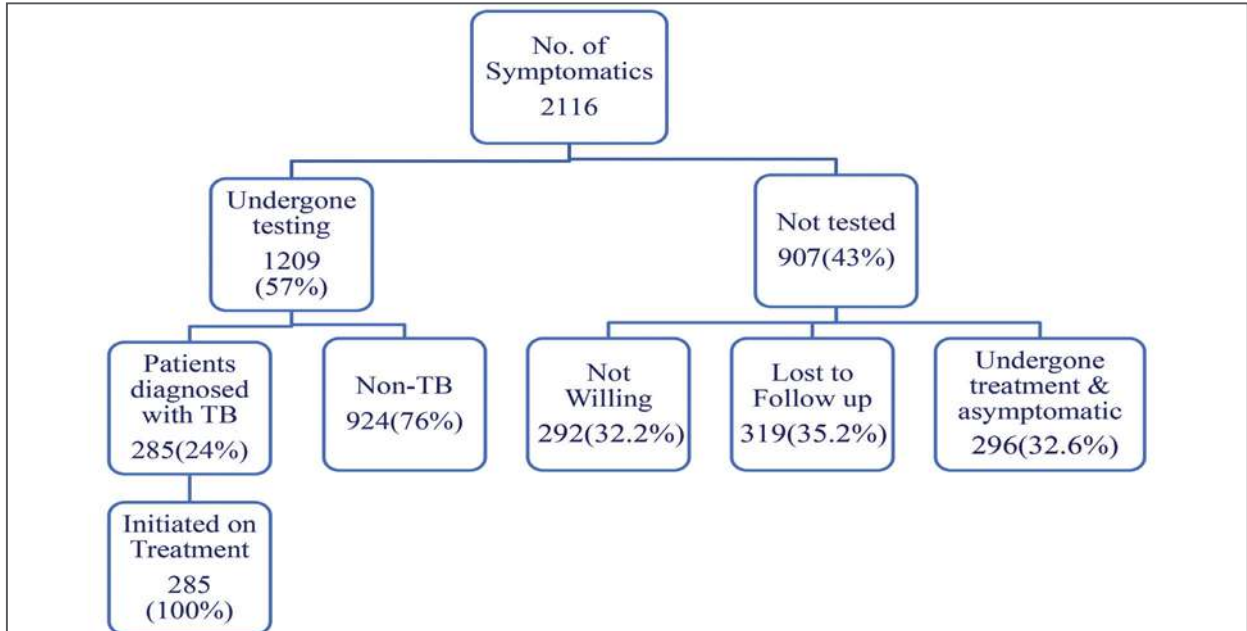 No. of
Symptomatics
2116
Undergone
testing
1209
(57%)
Not tested
907(43%)
Patients
diagnosed
with TB
285(24%)
Non-TB
924(76%)
Not
Willing
292(32.2%)
Lost to
Follow up
319(35.2%)
Undergone
treatment &
asymptomatic
296(32.6%)
Initiated on
Treatment
285
(100%)